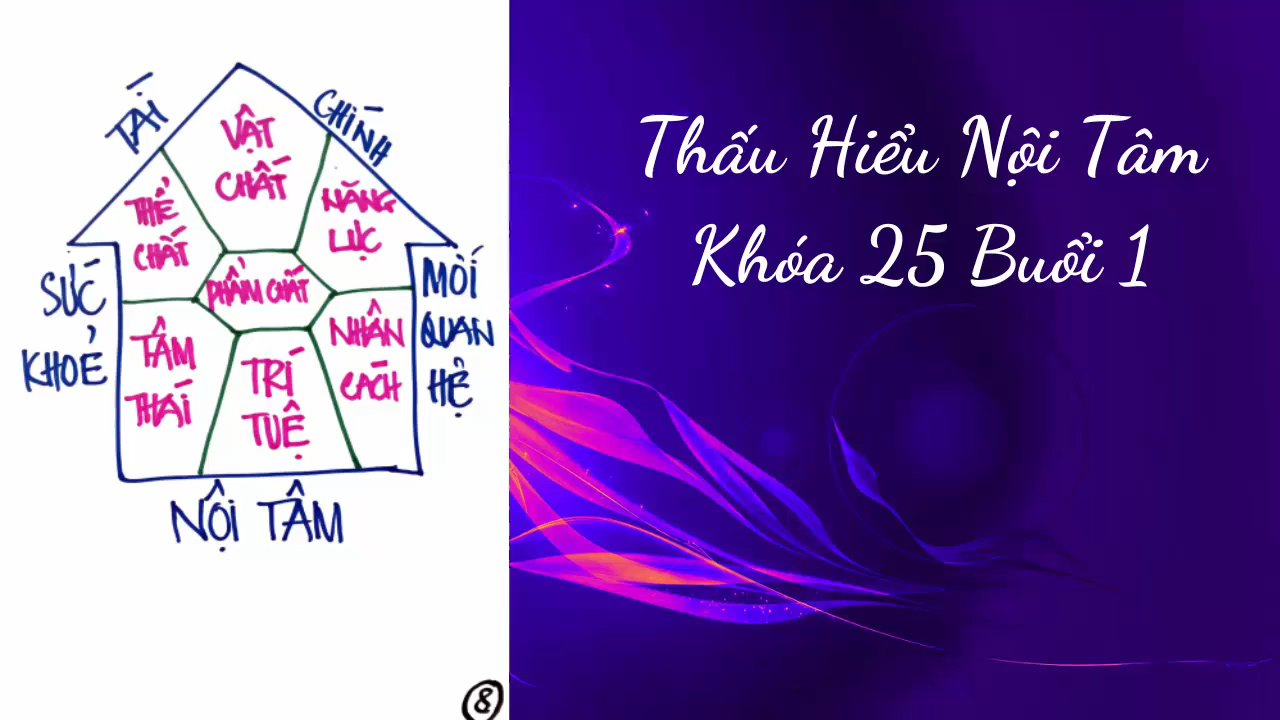 TÀI
CHÍNH
VẬT
CHẤT
THỂ
CHẤT
NĂNG
LỰC
PHẨM CHẤT
SỨC
KHOẺ
MỐI
QUAN
HỆ
TÂM
THÁI
TRÍ
TUỆ
NHÂN
CÁCH
NỘI TÂM
8
Thấu Hiểu Nội Tâm
Khóa 25 Buổi 1